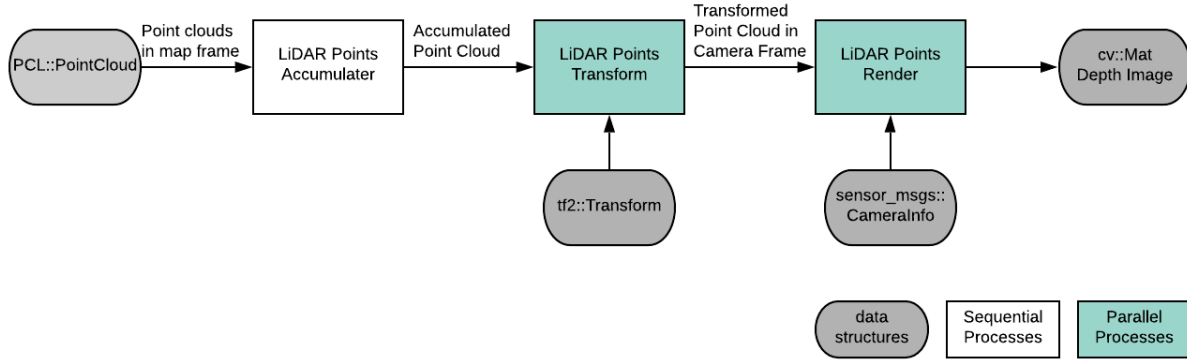 PCL::PointCloud
Point clouds
in map frame
LiDAR Points
Accumulater
Accumulated
Point Cloud
LiDAR Points
Transform
Transformed
Point Cloud in
Camera Frame
LiDAR Points
Render
cv::Mat
Depth Image
tf2::Transform
sensor_msgs::
CameraInfo
data
structures
Sequential
Processes
Parallel
Processes